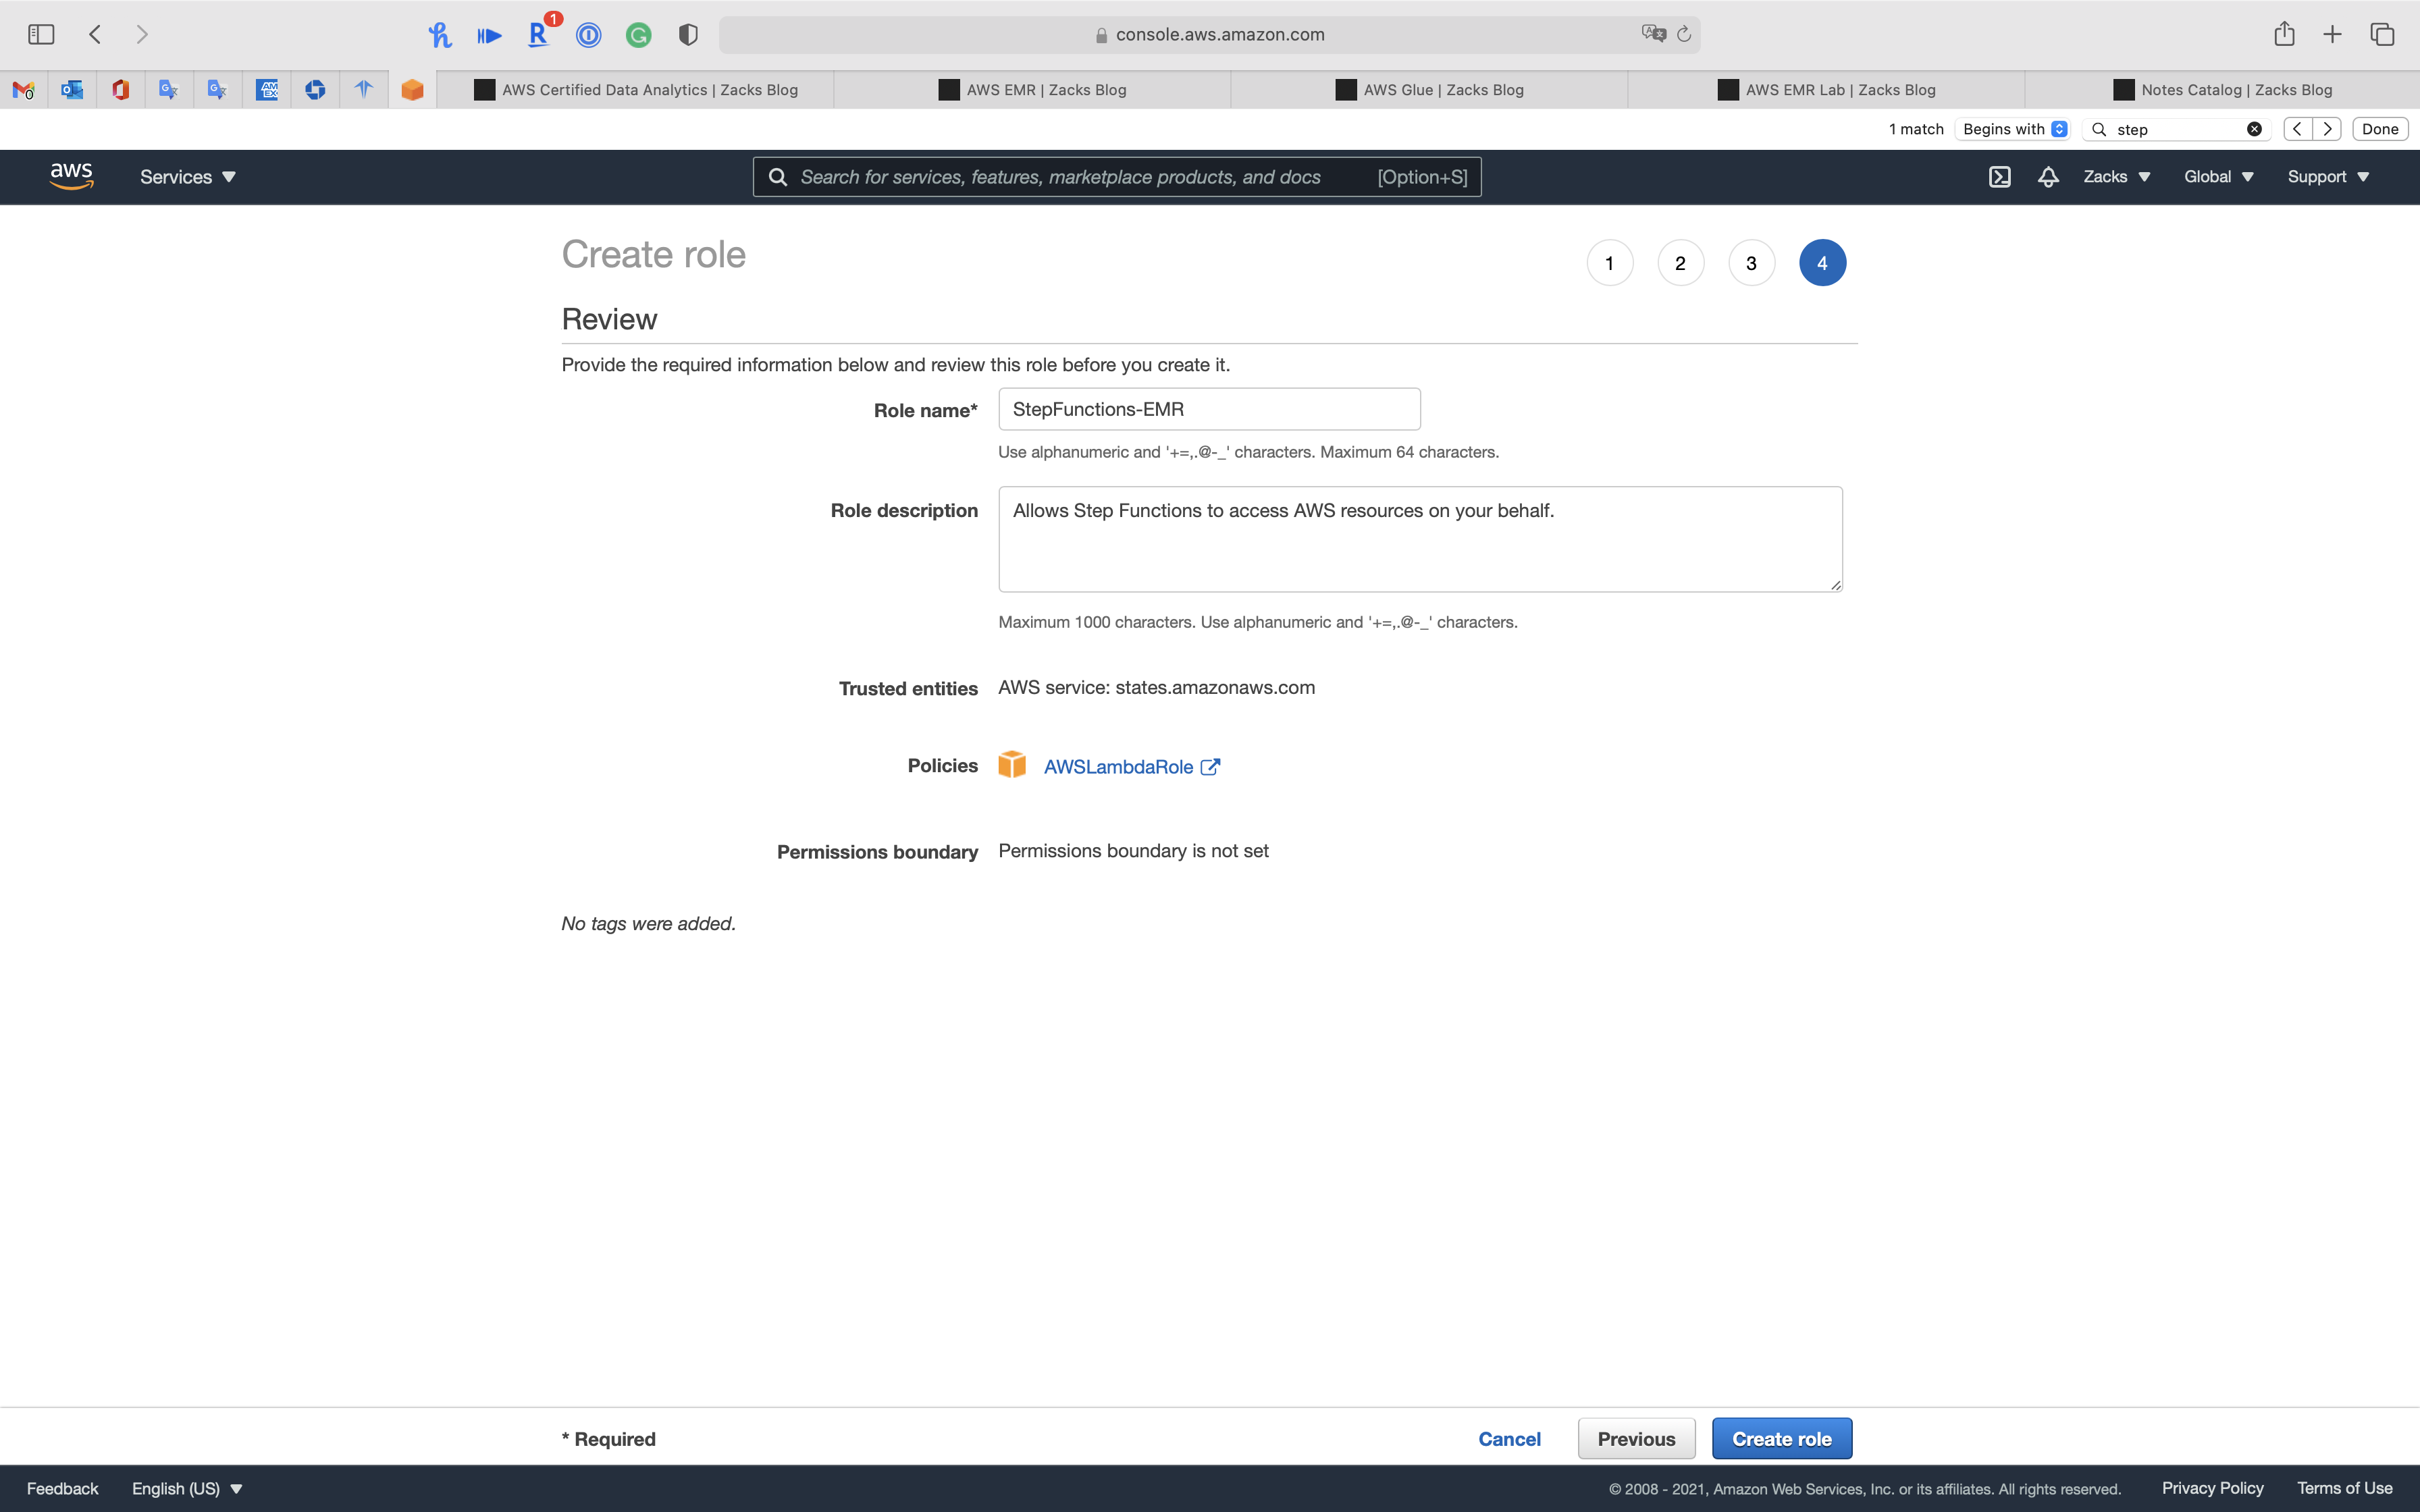 1
console.aws.amazon.com
AWS Certified Data Analytics | Zacks Blog
AWS EMR | Zacks Blog
AWS Glue | Zacks Blog
AWS EMR Lab | Zacks Blog
Notes Catalog | Zacks Blog
1 match
Begins with
step
Done
aws
Services
Search for services, features, marketplace products, and docs
[Option+S]
Zacks
Global
Support
Create role
1
2
3
4
Review
Provide the required information below and review this role before you create it.
Role name*
StepFunctions-EMR
Use alphanumeric and '+=,.@-_' characters. Maximum 64 characters.
Role description
Allows Step Functions to access AWS resources on your behalf.
Maximum 1000 characters. Use alphanumeric and '+=,.@-_' characters.
Trusted entities
AWS service: states.amazonaws.com
Policies
AWSLambdaRole
Permissions boundary
Permissions boundary is not set
No tags were added.
* Required
Cancel
Previous
Create role
Feedback
English (US)
© 2008 - 2021, Amazon Web Services, Inc. or its affiliates. All rights reserved.
Privacy Policy
Terms of Use